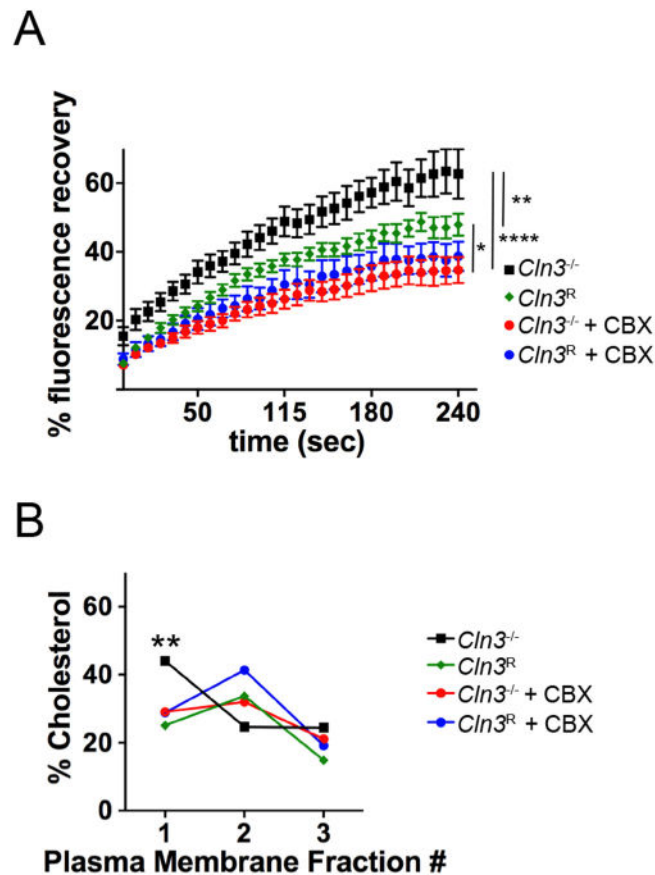 A
% fluorescence recovery
60
40
20
50 115 180 240
time (sec)
*
**
****
Cln3-/-
Cln3R
Cln3-/- + CBX
Cln3R + CBX
B
% Cholesterol
60
40
20
0
**
1 2 3
Plasma Membrane Fraction #
Cln3-/-
Cln3R
Cln3-/- + CBX
Cln3R + CBX